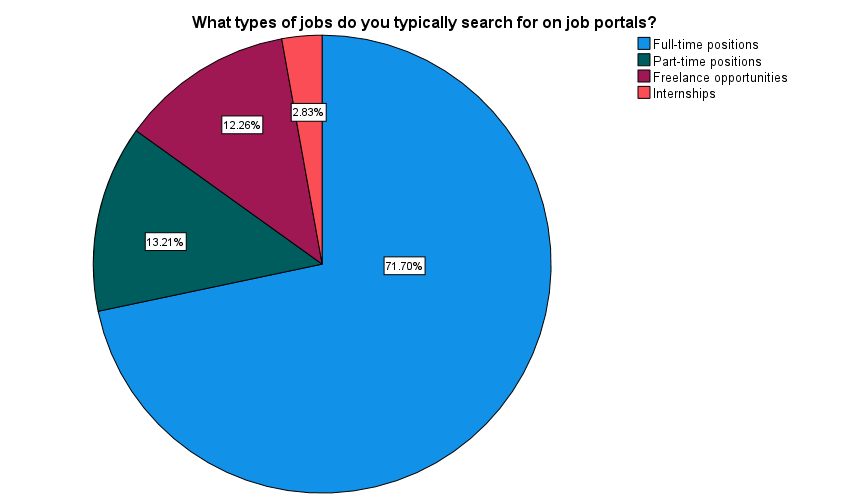 What types of jobs do you typically search for on job portals?
Full-time positions
Part-time positions
Freelance opportunities
Internships
2.83%
12.26%
13.21%
71.70%